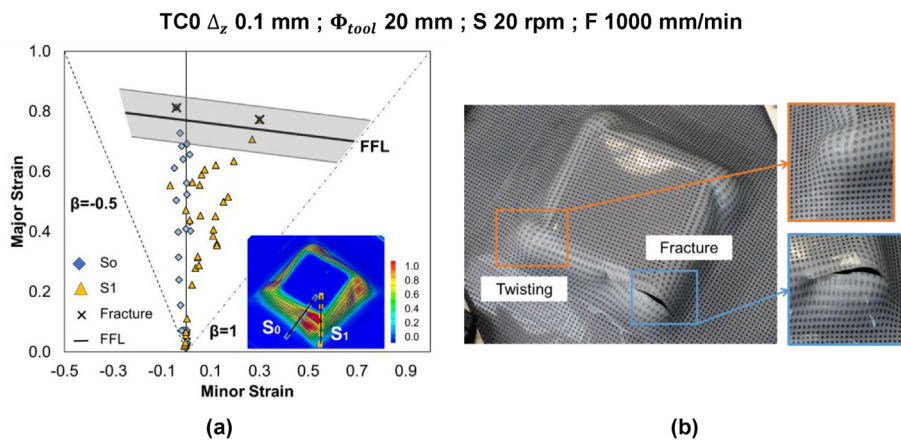 TC0 Δz 0.1 mm ; Φtool 20 mm ; S 20 rpm ; F 1000 mm/min
1.0
0.8
0.6
0.4
0.2
0.0
-0.5
-0.3
-0.1
0.1
0.3
0.5
0.7
0.9
Major Strain
Minor Strain
FFL
β=-0.5
β=1
So
S1
Fracture
FFL
S0
S1
1.0
0.8
0.6
0.4
0.2
0.0
(a)
Twisting
Fracture
(b)